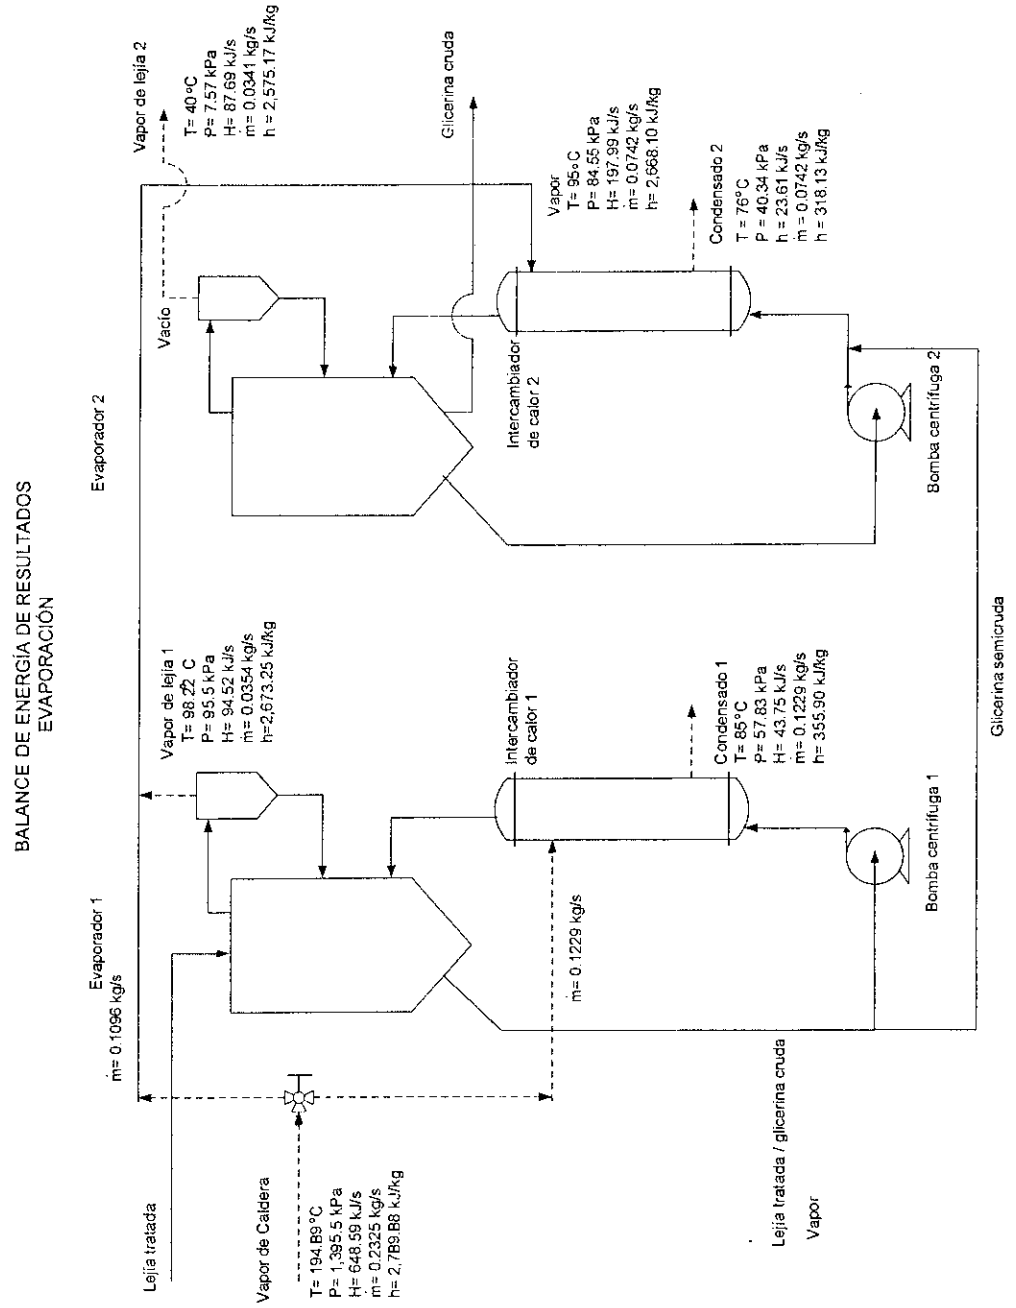 BALANCE DE ENERGÍA DE RESULTADOS
EVAPORACIÓN
Evaporador 1
ṁ= 0.1096 kg/s
Lejía tratada
Vapor de Caldera
T= 194.B9 °C
P= 1,395.5 kPa
H= 648.59 kJ/s
ṁ= 0.2325 kg/s
h= 2,7B9.B8 kJ/kg
Vapor de lejía 1
T= 98.22 C
P= 95.5 kPa
H= 94.52 kJ/s
ṁ= 0.0354 kg/s
h=2,673.25 kJ/kg
Intercambiador
de calor 1
ṁ= 0.1229 kg/s
Condensado 1
T= 85°C
P= 57.83 kPa
H= 43.75 kJ/s
ṁ= 0.1229 kg/s
h= 355.90 kJ/kg
Bomba centrífuga 1
Lejía tratada / glicerina cruda
Vapor
Glicerina semicruda
Evaporador 2
Vacío
Vapor de lejía 2
T= 40 °C
P= 7.57 kPa
H= 87.69 kJ/s
ṁ= 0.0341 kg/s
h = 2,575.17 kJ/kg
Glicerina cruda
Intercambiador
de calor 2
Vapor
T= 95°C
P= 84.55 kPa
H= 197.99 kJ/s
ṁ= 0.0742 kg/s
h= 2,668.10 kJ/kg
Condensado 2
T = 76°C
P = 40.34 kPa
h = 23.61 kJ/s
ṁ = 0.0742 kg/s
h = 318.13 kJ/kg
Bomba centrífuga 2